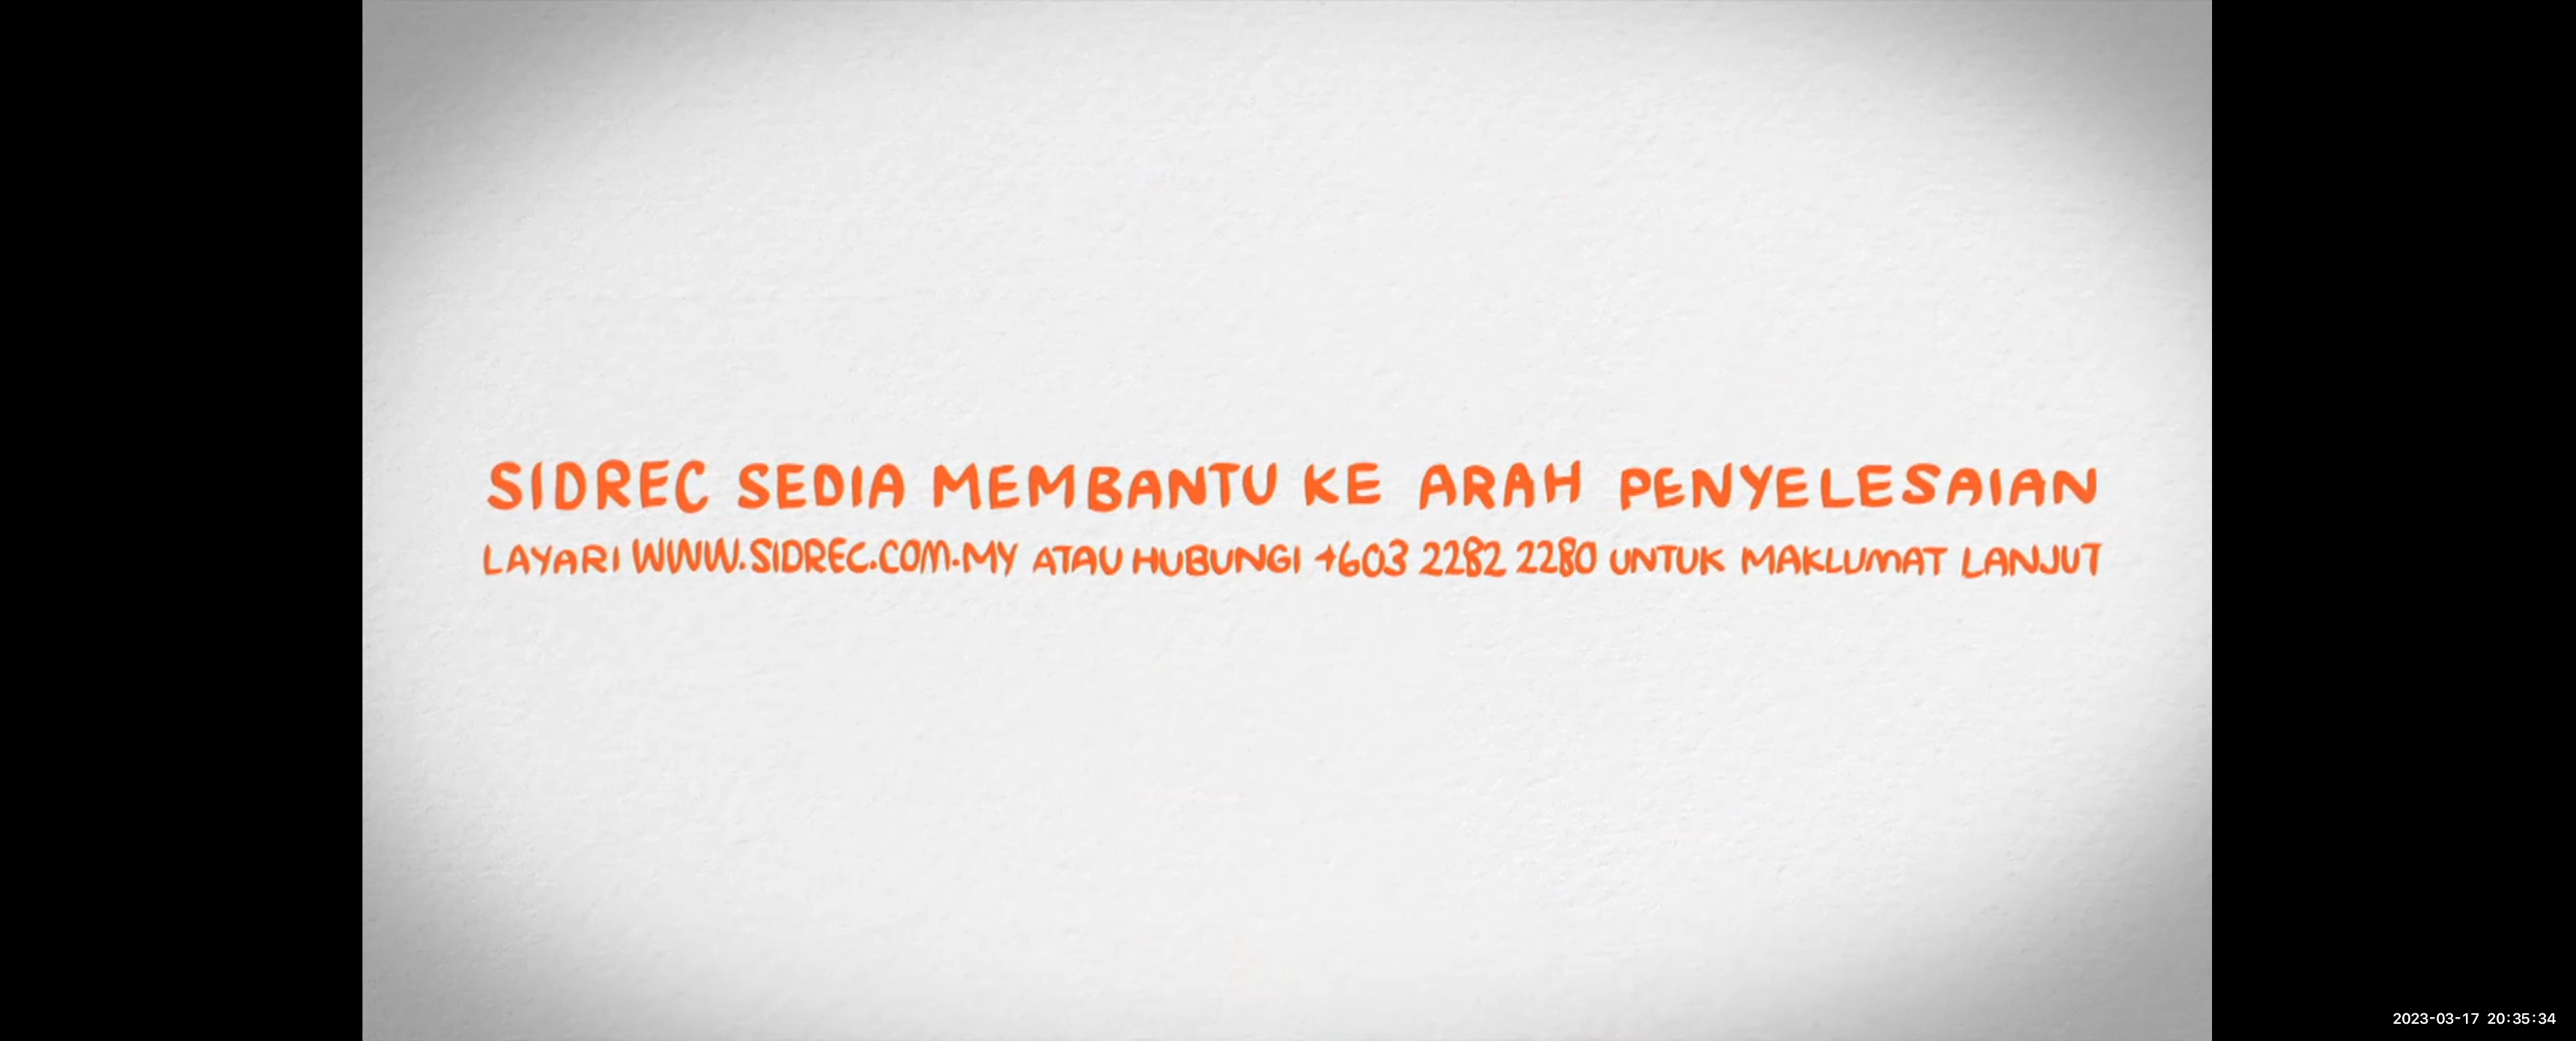 SIDREC SEDIA MEMBANTU KE ARAH PENYELESAIAN
LAYARI WWW.SIDREC.COM.MY ATAU HUBUNGI +603 2282 2280 UNTUK MAKLUMAT LANJUT
2023-03-17 20:35:34